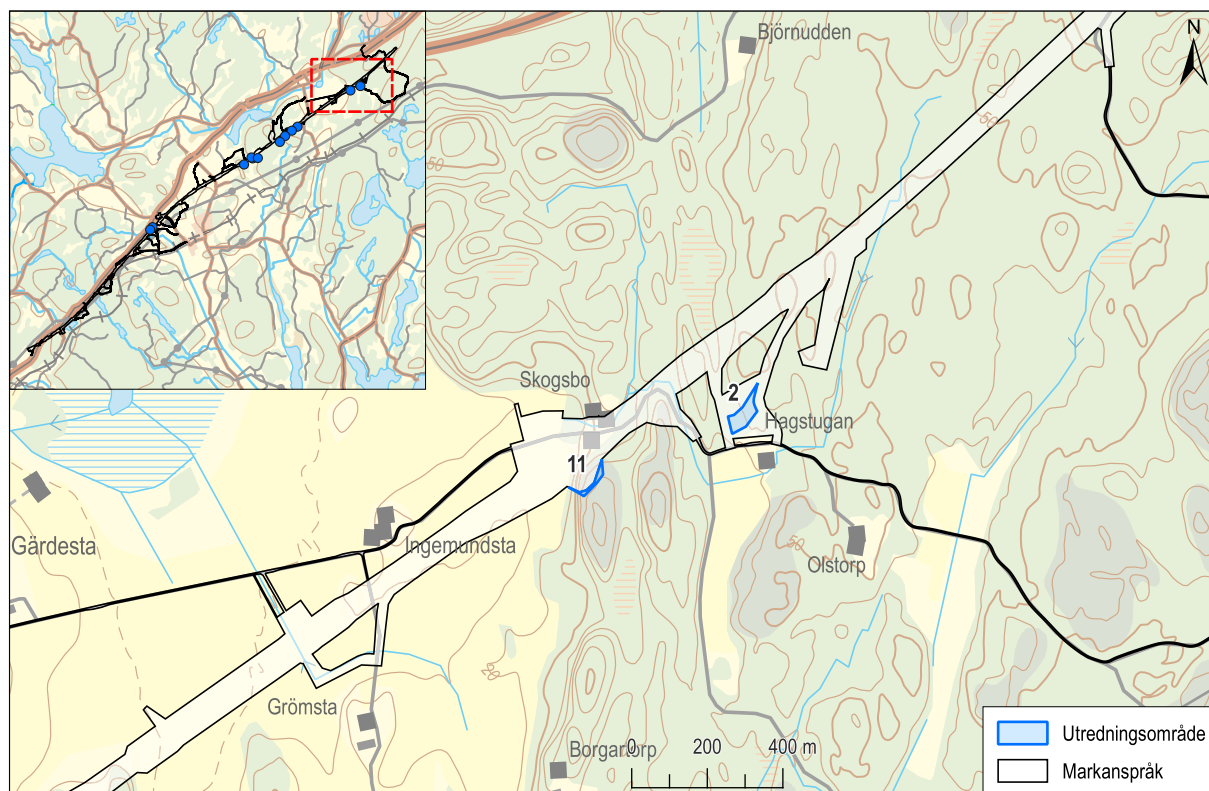 Björnudden
N
50
50
Skogsbo
2
Hagstugan
11
Gärdesta
Ingemundsta
50
Olstorp
20
Grömsta
Borgartorp
0 200 400 m
Utredningsområde
Markanspråk